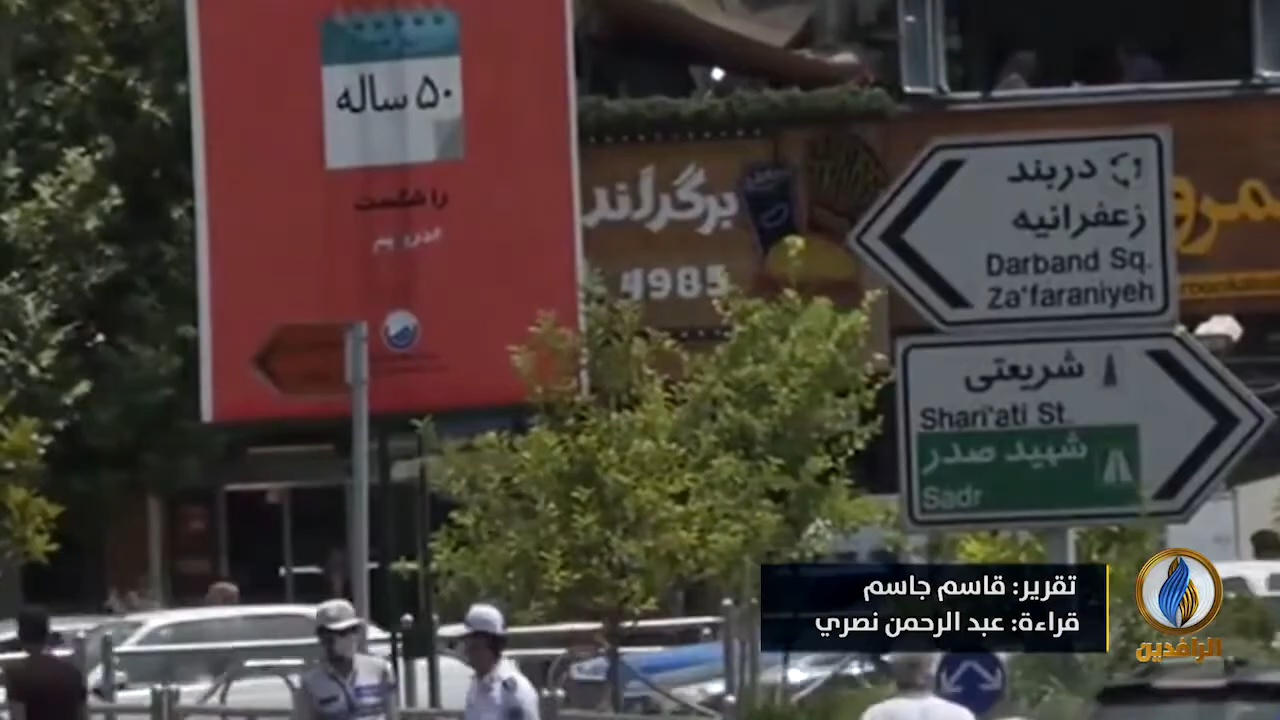 ۵۰ ساله
را شکست
برگرلند
4985
دربند
زعفرانیه
Darband Sq.
Za'faraniyeh
شریعتی
Shari'ati St.
شهید صدر
Sadr
تقرير: قاسم جاسم
قراءة: عبد الرحمن نصري
الرافدين